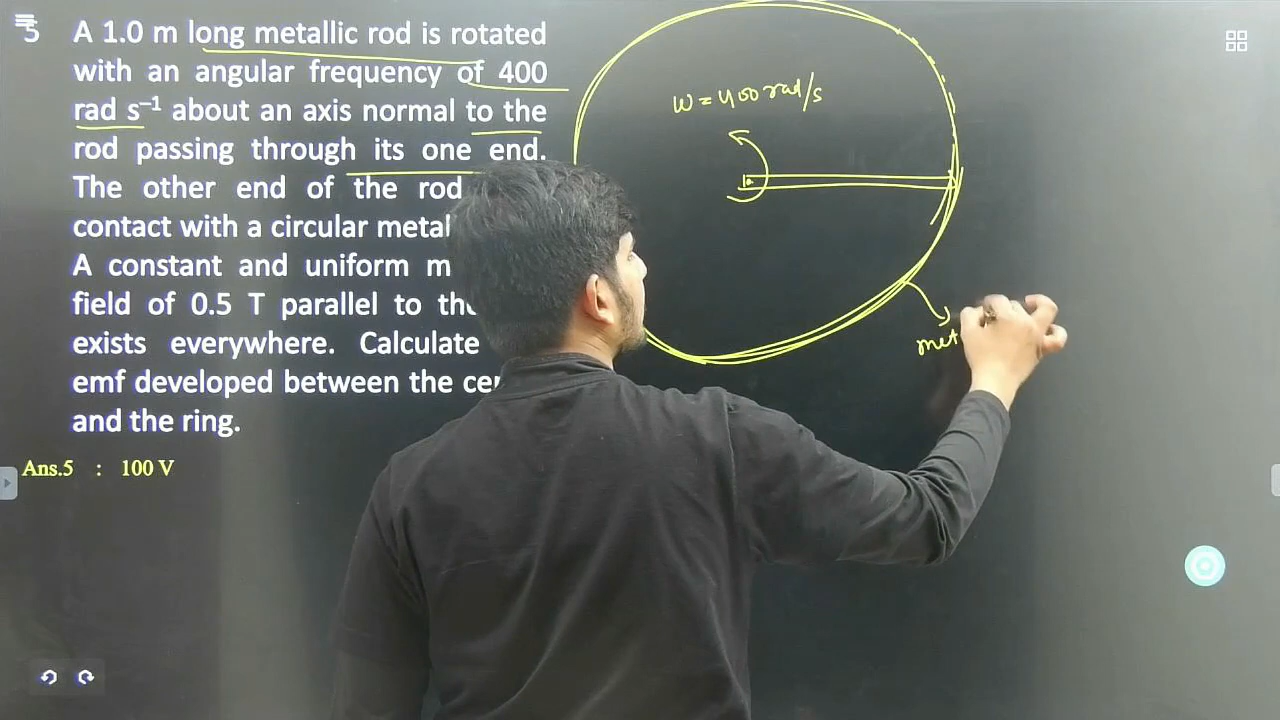 5 A 1.0 m long metallic rod is rotated
with an angular frequency of 400
rad s⁻¹ about an axis normal to the
rod passing through its one end.
The other end of the rod
contact with a circular metal
A constant and uniform m
field of 0.5 T parallel to the
exists everywhere. Calculate
emf developed between the cen
and the ring.
Ans.5 : 100 V
ω = 400 rad/s
met